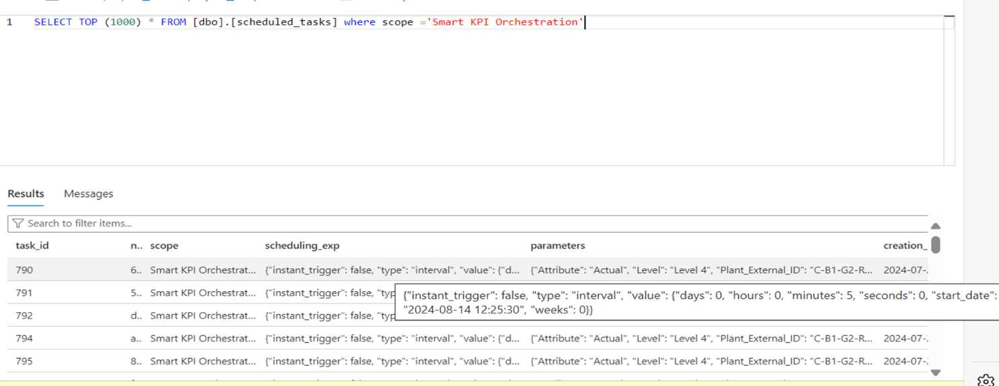 1 SELECT TOP (1000) * FROM [dbo].[scheduled_tasks] where scope ='Smart KPI Orchestration'
Results Messages
Search to filter items...
task_id n.. scope scheduling_exp parameters creation_
790 6.. Smart KPI Orchestrat... {"instant_trigger": false, "type": "interval", "value": {"d... {"Attribute": "Actual", "Level": "Level 4", "Plant_External_ID": "C-B1-G2-R... 2024-07-
791 5.. Smart KPI Orchestrat... {"instant_trigger": false, "typ
{"instant_trigger": false, "type": "interval", "value": {"days": 0, "hours": 0, "minutes": 5, "seconds": 0, "start_date":
"2024-08-14 12:25:30", "weeks": 0}}
792 d.. Smart KPI Orchestrat... {"instant_trigger": false, "typ
794 a.. Smart KPI Orchestrat... {"instant_trigger": false, "type": "interval", "value": {"d... {"Attribute": "Actual", "Level": "Level 4", "Plant_External_ID": "C-B1-G2-R... 2024-07-
795 8.. Smart KPI Orchestrat... {"instant_trigger": false, "type": "interval", "value": {"d... {"Attribute": "Actual", "Level": "Level 4", "Plant_External_ID": "C-B1-G2-R... 2024-07-